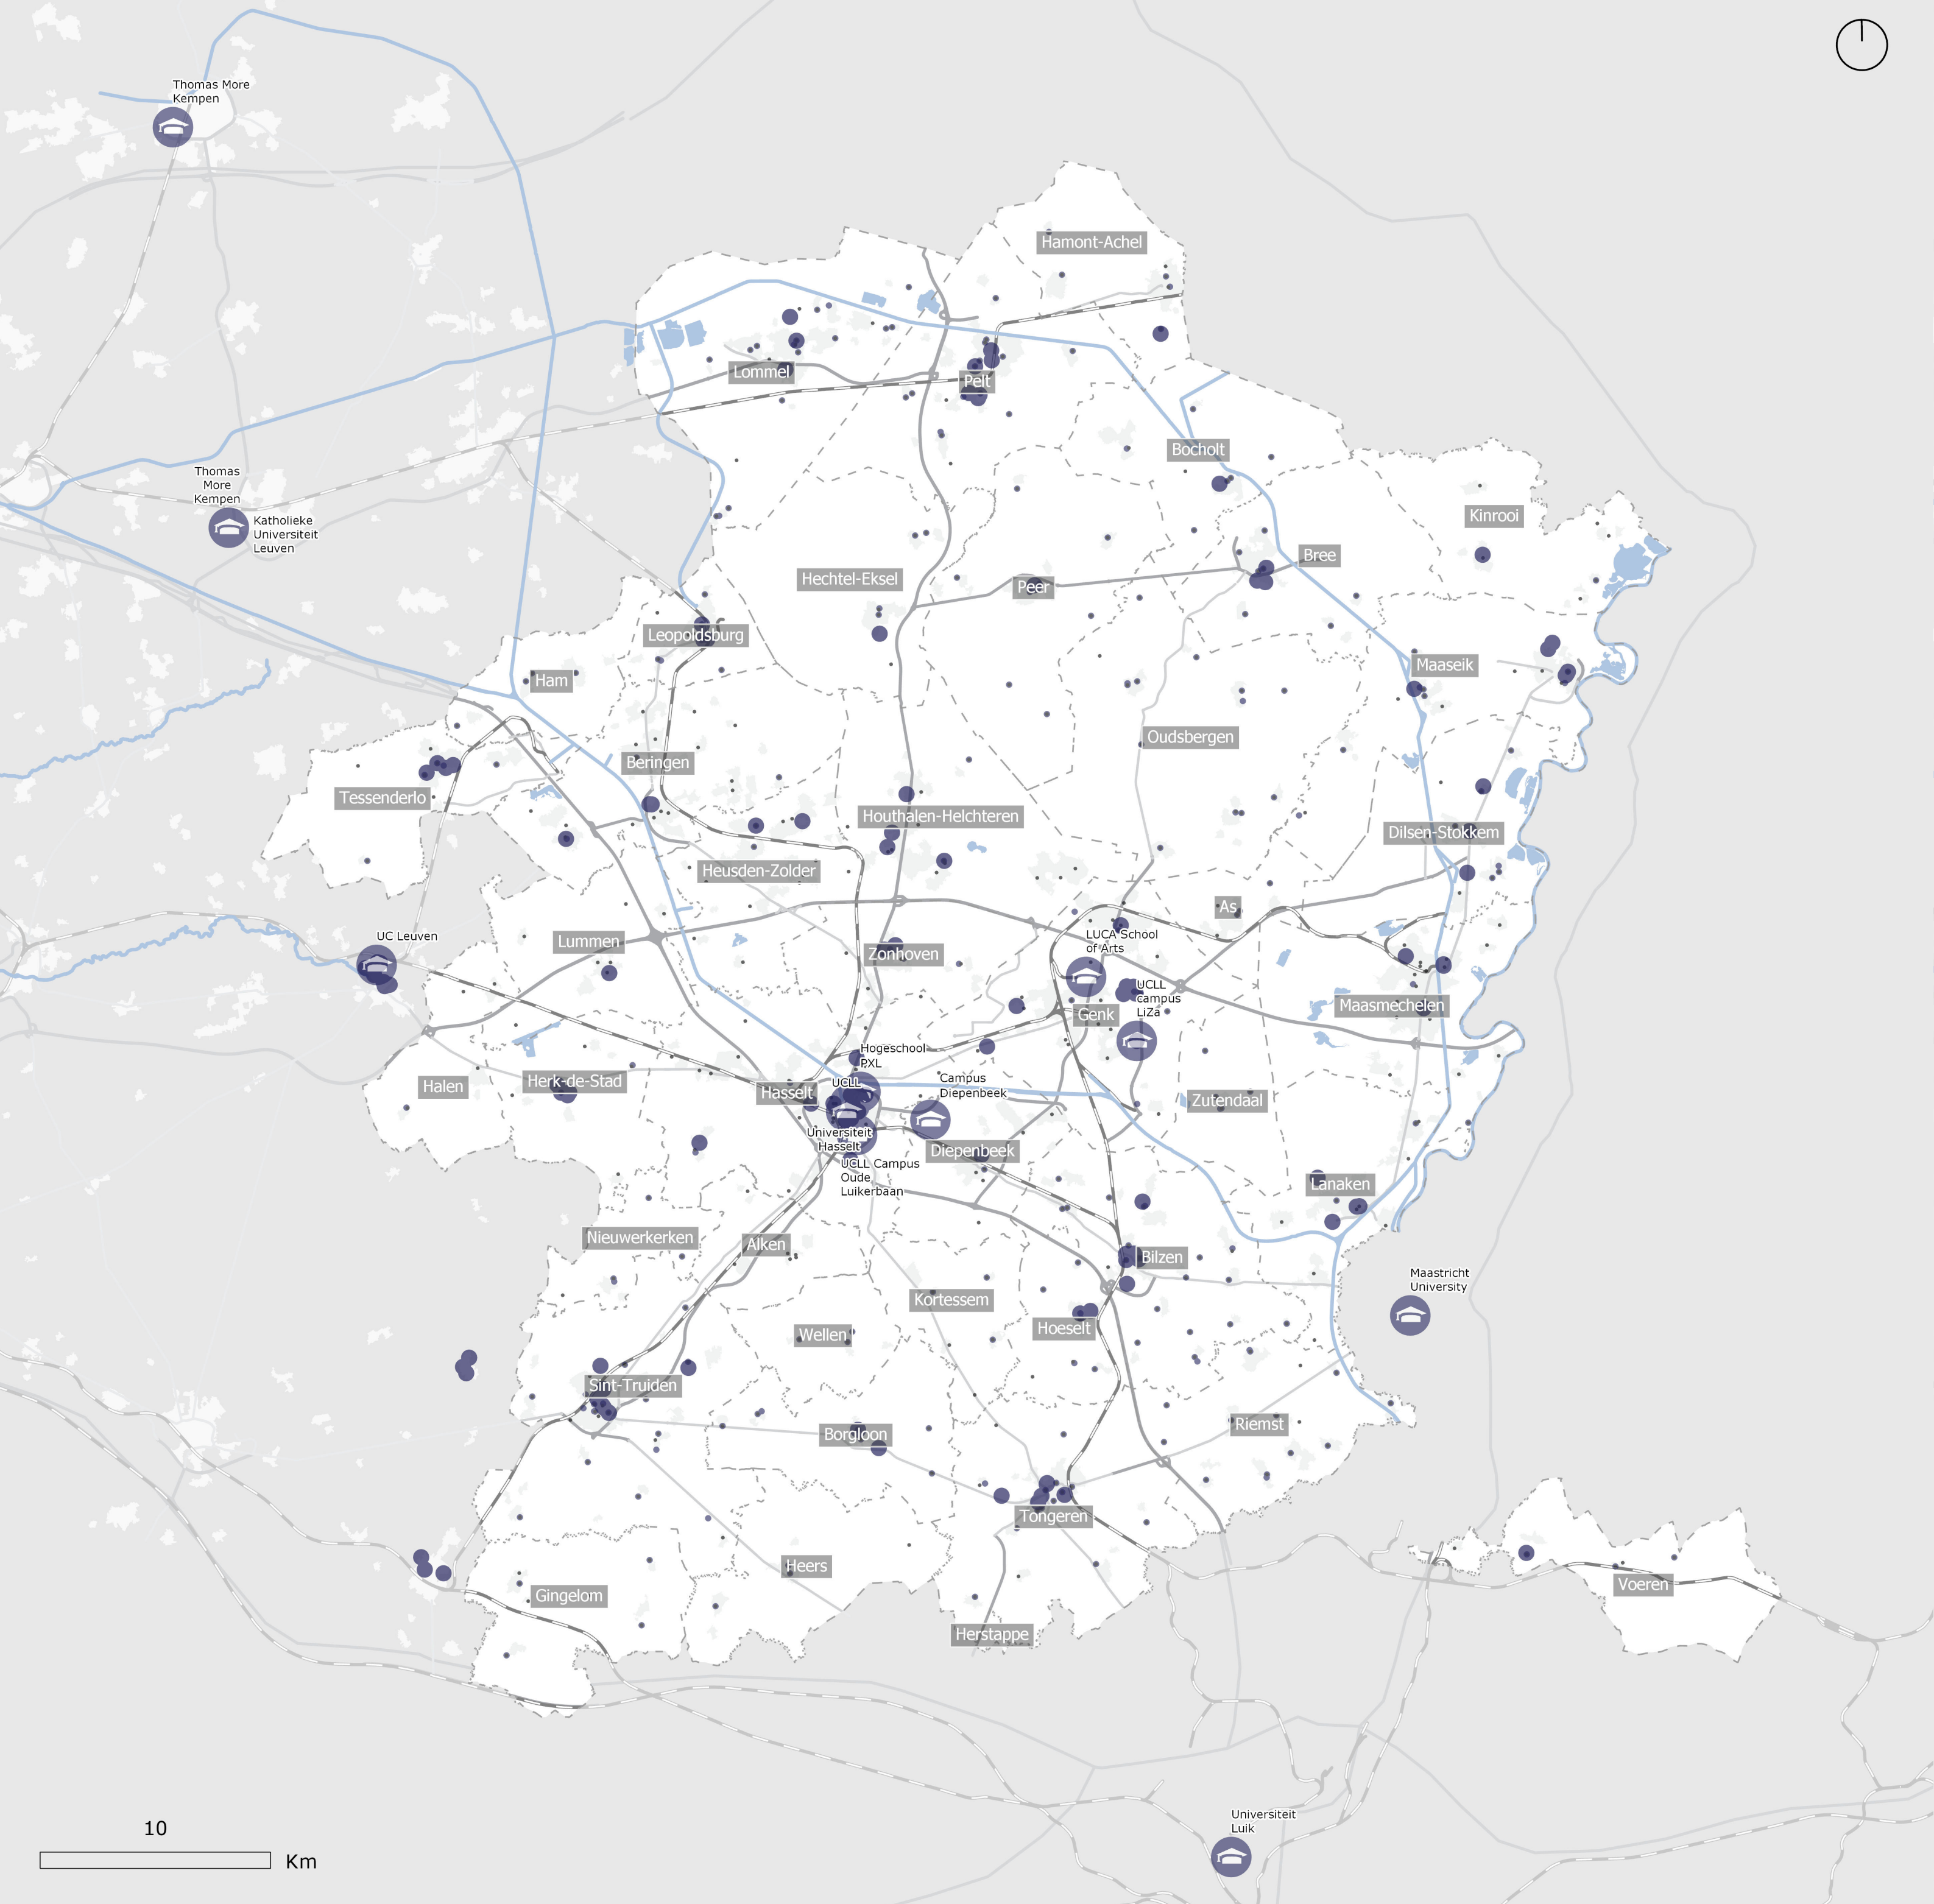 Thomas More
Kempen
Hamont-Achel
Lommel
Pelt
Bocholt
Thomas
More
Kempen
Katholieke
Universiteit
Leuven
Kinrooi
Bree
Hechtel-Eksel
Peer
Leopoldsburg
Maaseik
Ham
Oudsbergen
Beringen
Tessenderlo
Houthalen-Helchteren
Dilsen-Stokkem
Heusden-Zolder
As
UC Leuven
Lummen
LUCA School
of Arts
Zonhoven
UCLL
campus
LiZa
Maasmechelen
Genk
Hogeschool
PXL
Halen
Herk-de-Stad
UCLL
Campus
Diepenbeek
Hasselt
Zutendaal
Universiteit
Hasselt
Diepenbeek
UCLL Campus
Oude
Luikerbaan
Lanaken
Nieuwerkerken
Alken
Bilzen
Maastricht
University
Kortessem
Wellen
Hoeselt
Sint-Truiden
Borgloon
Riemst
Tongeren
Heers
Gingelom
Voeren
Herstappe
Universiteit
Luik
10
Km